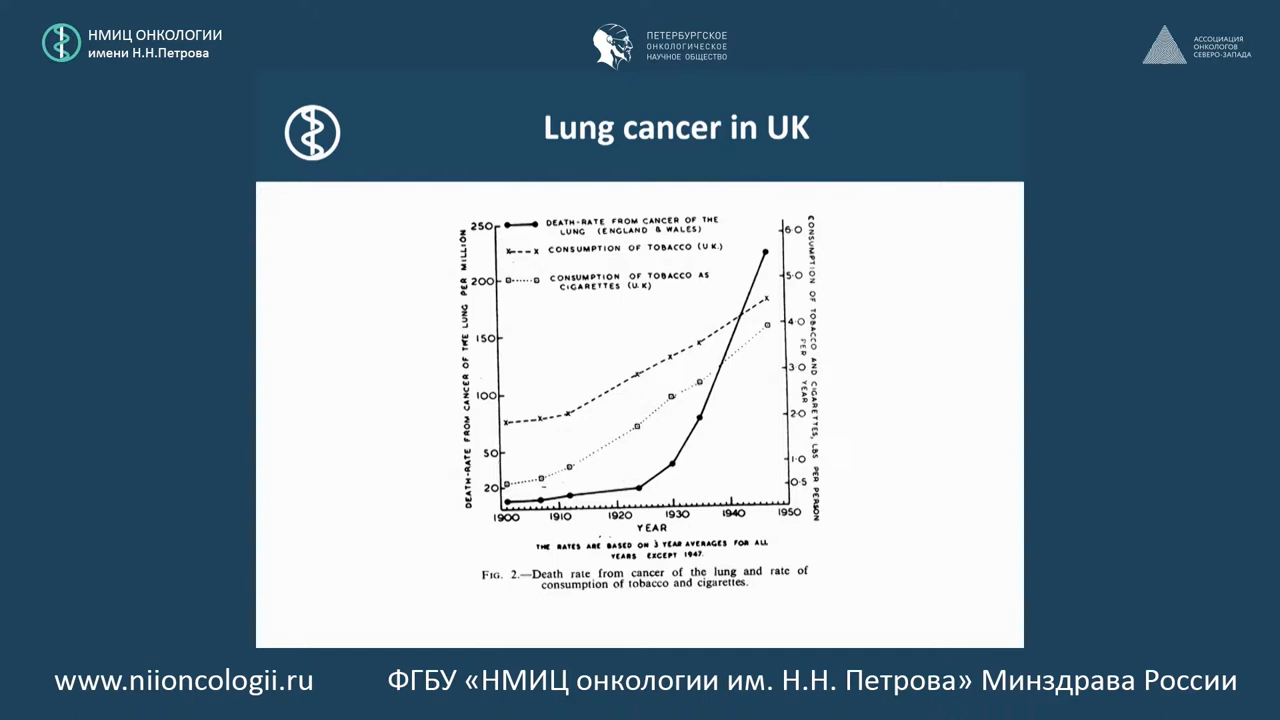 НМИЦ ОНКОЛОГИИ
имени Н.Н.Петрова
ПЕТЕРБУРГСКОЕ
ОНКОЛОГИЧЕСКОЕ
НАУЧНОЕ ОБЩЕСТВО
АССОЦИАЦИЯ
ОНКОЛОГОВ
СЕВЕРО-ЗАПАДА
Lung cancer in UK
DEATH-RATE FROM CANCER OF THE
LUNG (ENGLAND & WALES)
CONSUMPTION OF TOBACCO (U.K.)
CONSUMPTION OF TOBACCO AS
CIGARETTES (U.K)
DEATH-RATE FROM CANCER OF THE LUNG PER MILLION
250
200
150
100
50
20
6·0
5·0
4·0
3·0
2·0
1·0
0·5
CONSUMPTION OF TOBACCO AND CIGARETTES, LBS PER PERSON
PER YEAR
1900
1910
1920
1930
1940
1950
YEAR
THE RATES ARE BASED ON 3 YEAR AVERAGES FOR ALL
YEARS EXCEPT 1947.
FIG. 2.—Death rate from cancer of the lung and rate of
consumption of tobacco and cigarettes.
www.niioncologii.ru
ФГБУ «НМИЦ онкологии им. Н.Н. Петрова» Минздрава России